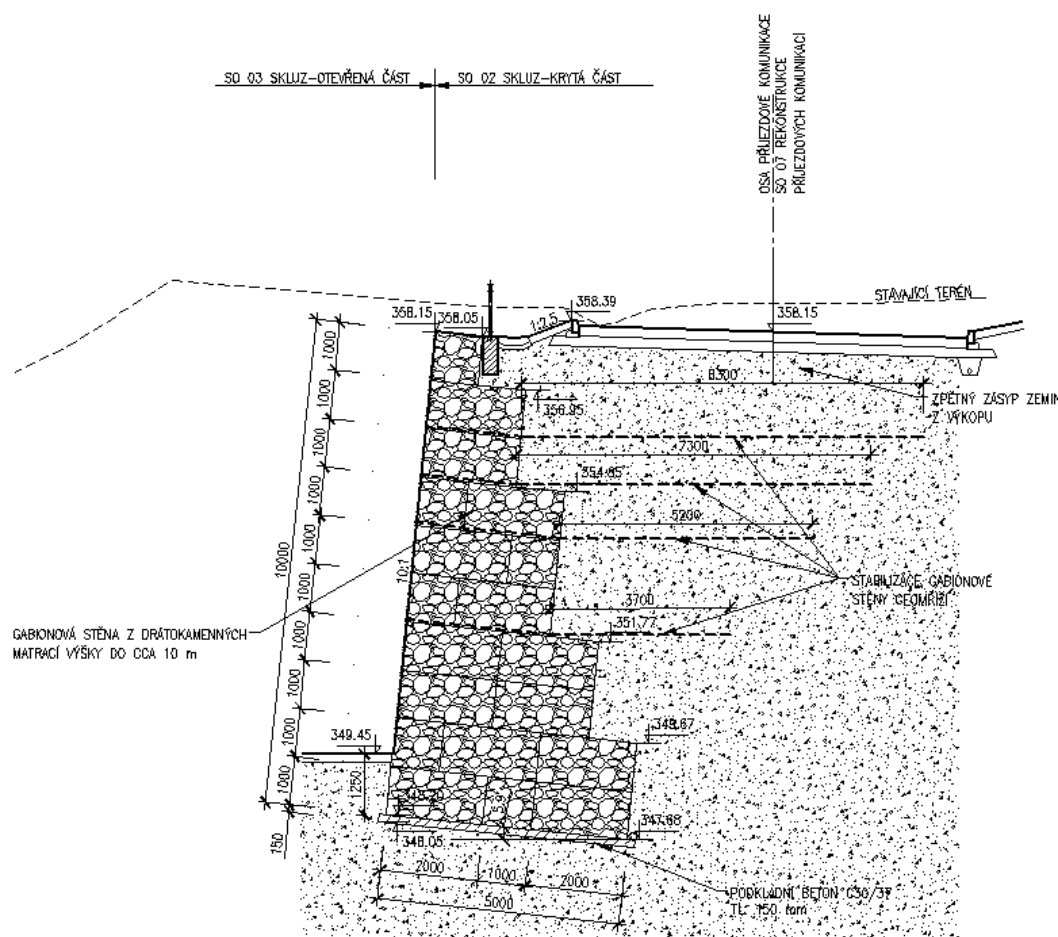 SO 03 SKLUZ-OTEVŘENÁ ČÁST
SO 02 SKLUZ-KRYTÁ ČÁST
OSA PŘÍJEZDOVÉ KOMUNIKACE
SO 07 REKONSTRUKCE
PŘÍJEZDOVÝCH KOMUNIKACÍ
STÁVAJÍCÍ TERÉN
358.15
358.05
1:2.5
358.39
358.15
8300
ZPĚTNÝ ZÁSYP ZEMIN
Z VÝKOPU
356.95
7300
354.85
5200
STABILIZACE GABIONOVÉ
STĚNY GEOMŘÍŽÍ
3700
351.77
10:1
GABIONOVÁ STĚNA Z DRÁTOKAMENNÝCH
MATRACÍ VÝŠKY DO CCA 10 m
1000
1000
1000
1000
1000
1000
1000
1000
1000
1000
10000
150
349.45
1250
349.67
347.68
348.05
2000
1000
2000
5000
PODKLADNÍ BETON C30/37
TL. 150 mm